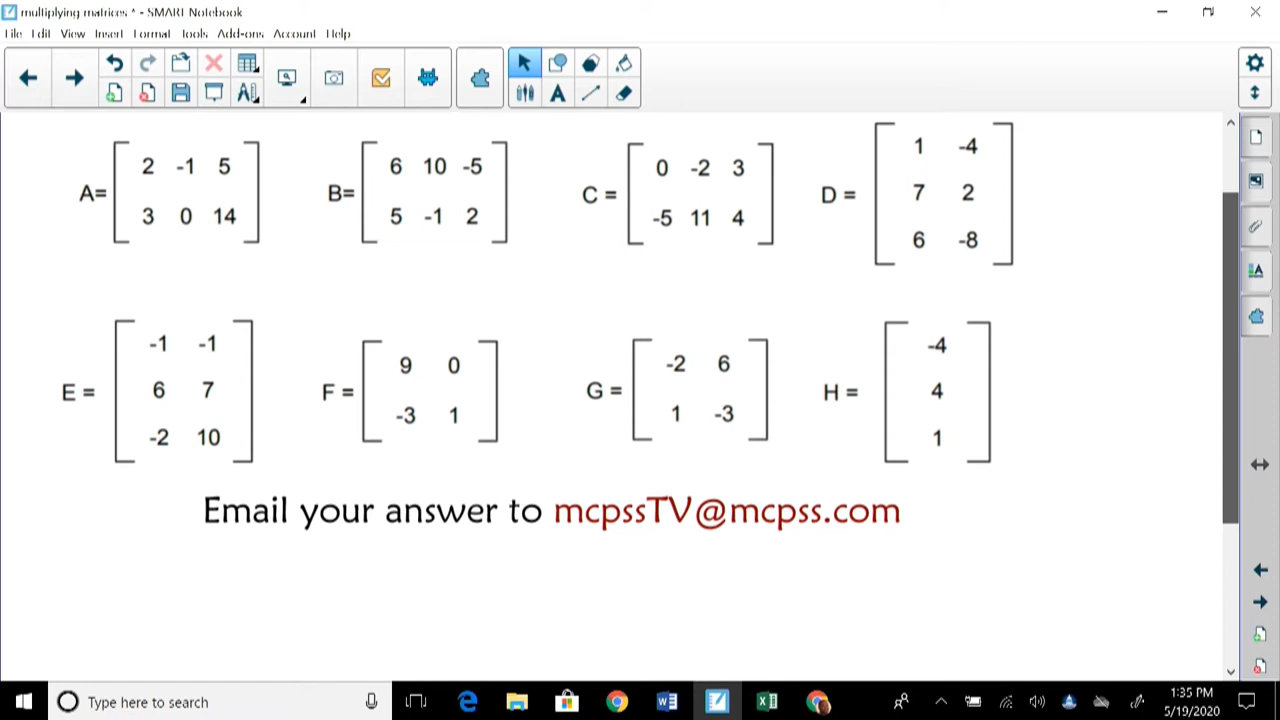 multiplying matrices * - SMART Notebook
File Edit View Insert Format Tools Add-ons Account Help
A= 2 -1 5
3 0 14
B= 6 10 -5
5 -1 2
C = 0 -2 3
-5 11 4
D = 1 -4
7 2
6 -8
E = -1 -1
6 7
-2 10
F = 9 0
-3 1
G = -2 6
1 -3
H = -4
4
1
Email your answer to mcpssTV@mcpss.com
Type here to search
1:35 PM
5/19/2020